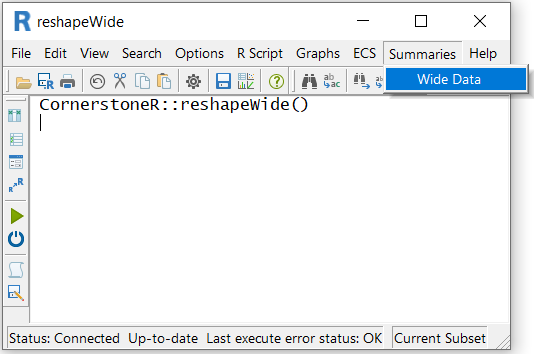 R reshapeWide
File Edit View Search Options R Script Graphs ECS Summaries Help
Wide Data
CornerstoneR::reshapeWide()
Status: Connected Up-to-date Last execute error status: OK Current Subset